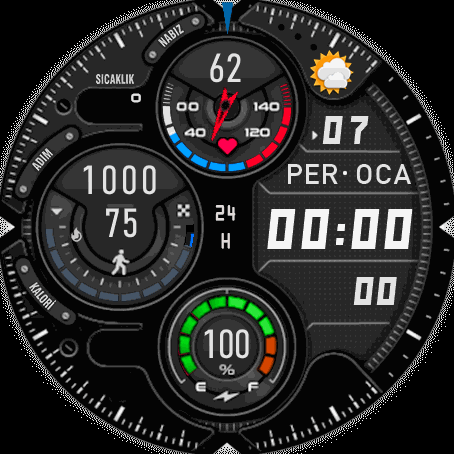 NABIZ
SICAKLIK
0
62
00
140
40
120
07
PER· OCA
ADIM
1000
75
24
H
00:00
00
KALORİ
100
%
E
F